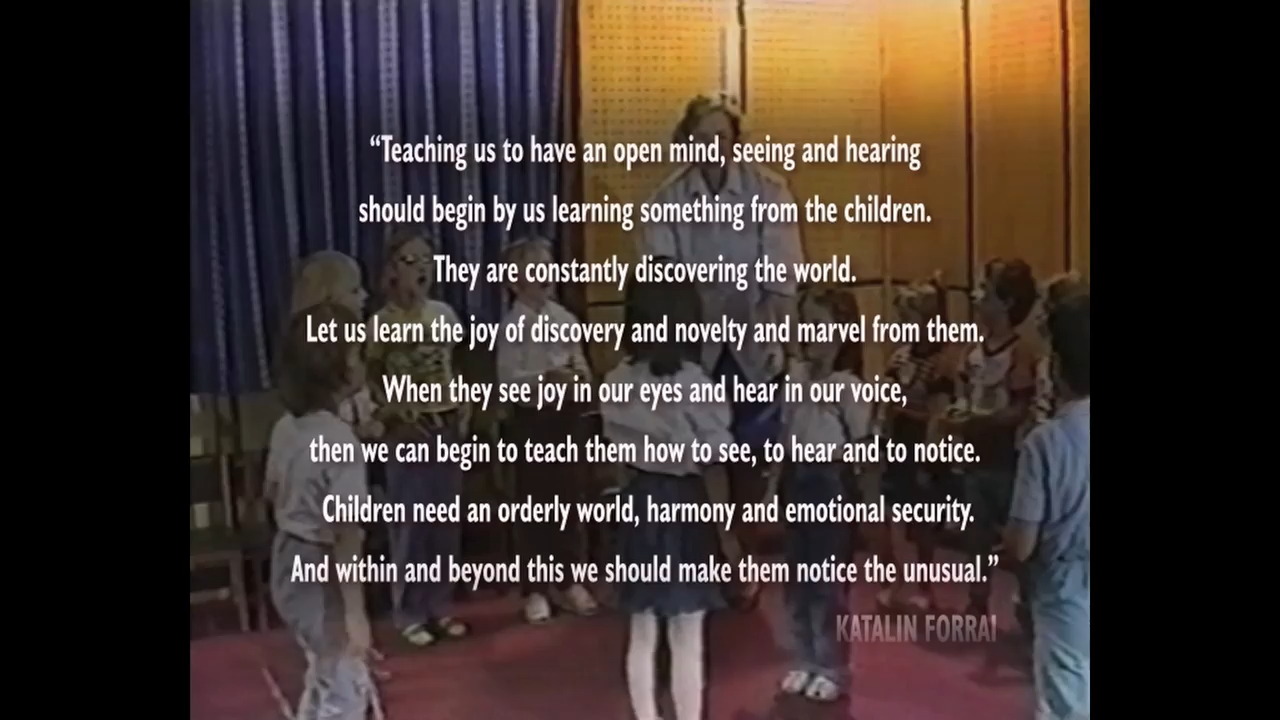 “Teaching us to have an open mind, seeing and hearing
should begin by us learning something from the children.
They are constantly discovering the world.
Let us learn the joy of discovery and novelty and marvel from them.
When they see joy in our eyes and hear in our voice,
then we can begin to teach them how to see, to hear and to notice.
Children need an orderly world, harmony and emotional security.
And within and beyond this we should make them notice the unusual.”
KATALIN FORRAI